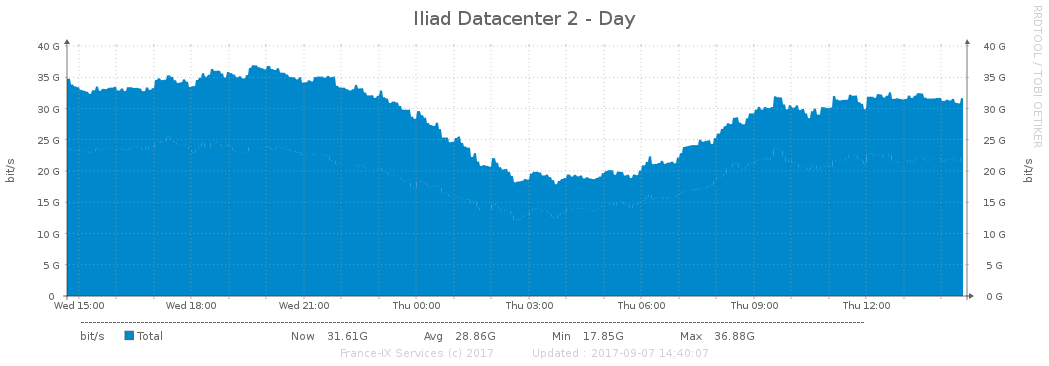 Iliad Datacenter 2 - Day
RRDTOOL / TOBI OETIKER
bit/s
40 G 40 G
35 G 35 G
30 G 30 G
25 G 25 G
20 G 20 G
15 G 15 G
10 G 10 G
5 G 5 G
0 0 G
bit/s
Wed 15:00 Wed 18:00 Wed 21:00 Thu 00:00 Thu 03:00 Thu 06:00 Thu 09:00 Thu 12:00
bit/s Total Now 31.61G Avg 28.86G Min 17.85G Max 36.88G
France-IX Services (c) 2017 Updated : 2017-09-07 14:40:07